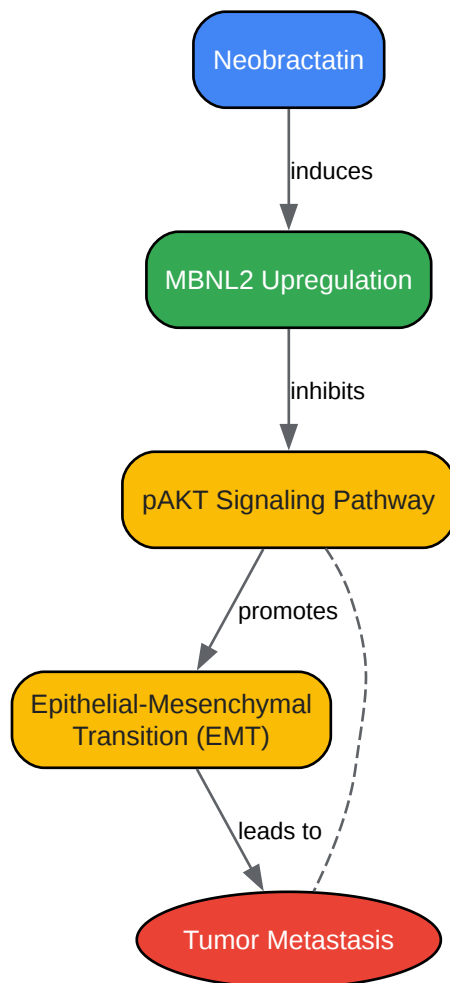 Neobractatin
induces
MBNL2 Upregulation
inhibits
pAKT Signaling Pathway
promotes
Epithelial-Mesenchymal
Transition (EMT)
leads to
Tumor Metastasis